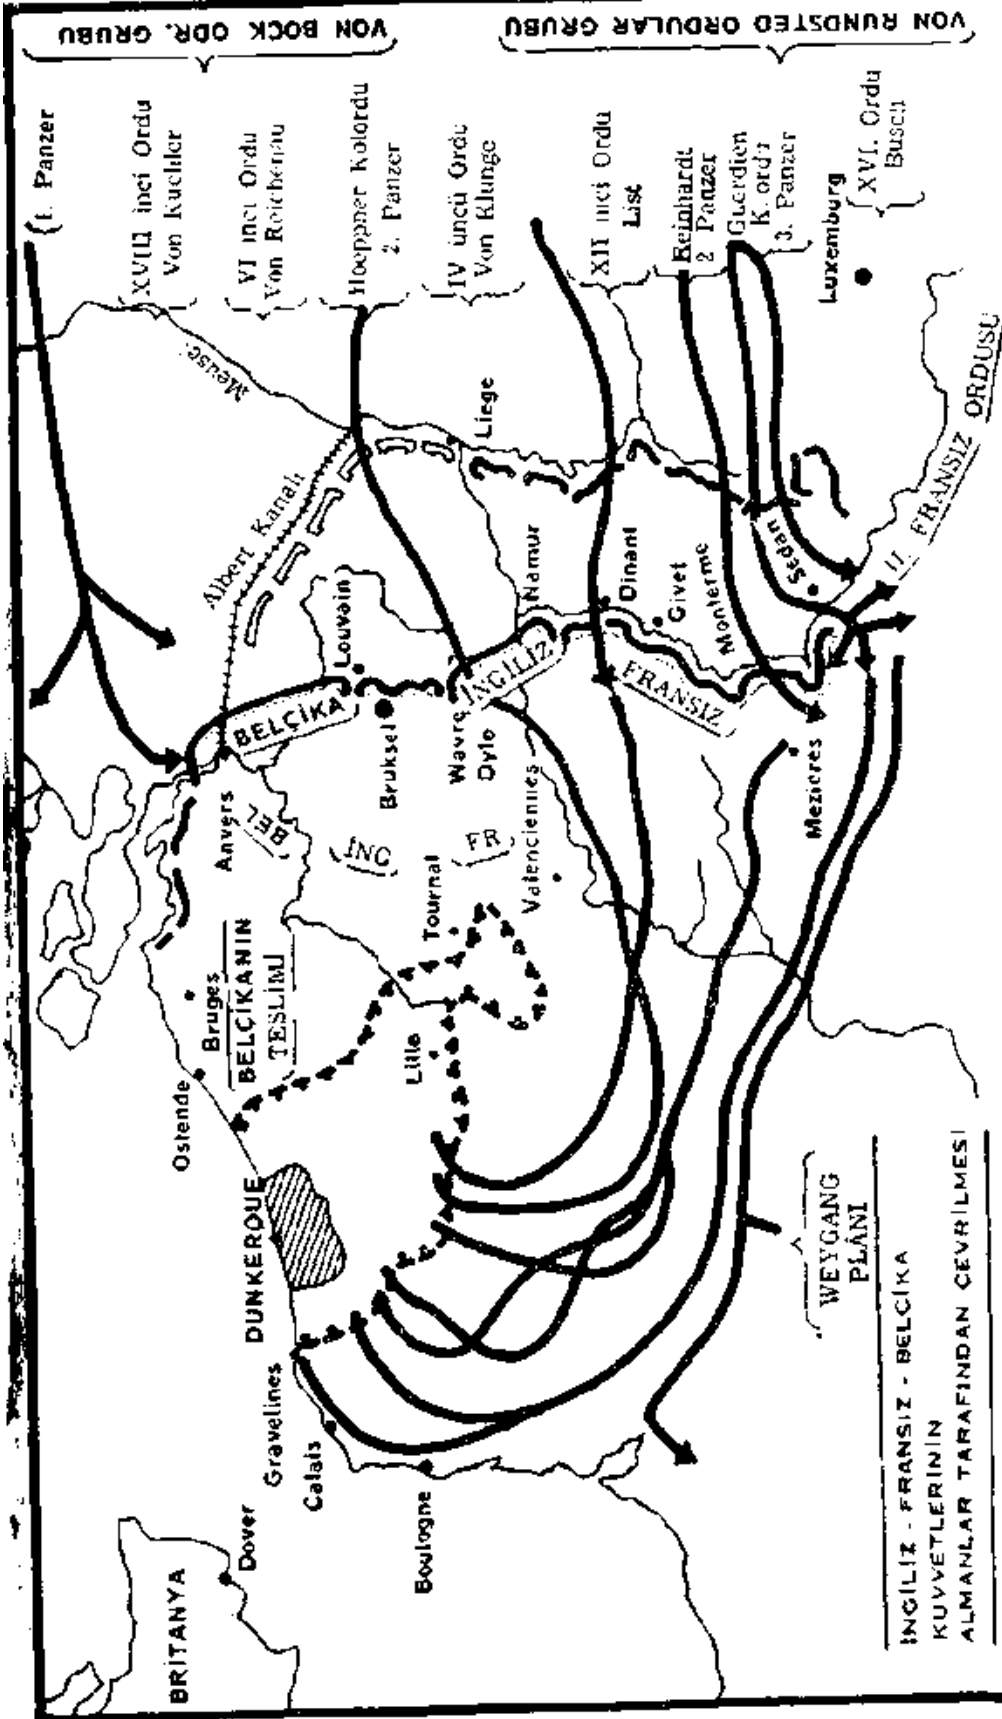 VON BOCK ODR. GRUBU
VON RUNDSTED ORDULAR GRUBU
1. Panzer
XVIII inci Ordu
Von Kuchler
VI inci Ordu
Von Reichenau
Hoeppner Kolordu
2. Panzer
IV üncü Ordu
Von Klunge
XII inci Ordu
List
Reinhardt
2 Panzer
Guerdien
K. ordu
3. Panzer
XVI. Ordu
Busch
Luxemburg
Meuse
Albert Kanalı
Liege
Louvain
Namur
Dinant
Givet
Monterme
Sedan
II. FRANSIZ ORDUSU
BELÇİKA
İNGİLİZ
FRANSIZ
Bruksel
Wavre
Dyle
Anvers
BEL
İNG
FR
Valenciennes
Mezieres
Tournal
Bruges
BELÇİKANIN
TESLİMİ
Lille
Ostende
DUNKERQUE
Gravelines
Calais
Boulogne
Dover
BRİTANYA
WEYGANG
PLÂNI
İNGİLİZ - FRANSIZ - BELÇİKA
KUVVETLERİNİN
ALMANLAR TARAFINDAN ÇEVRİLMESİ